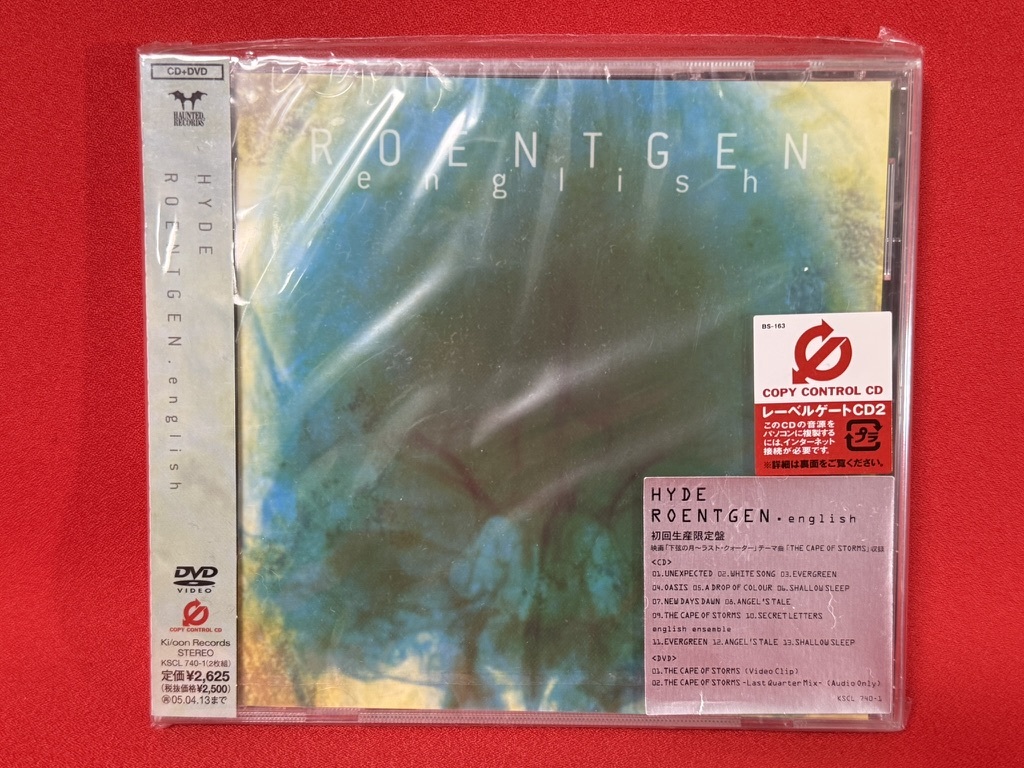 CD+DVD
HAUNTED
RECORDS
HYDE
ROENTGEN.english
DVD
VIDEO
COPY CONTROL CD
Ki/oon Records
STEREO
KSCL 740-1(2枚組)
定価¥2,625
(税抜価格¥2,500)
05.04.13まで
ROENTGEN
english
BS-163
COPY CONTROL CD
レーベルゲートCD2
このCDの音源を
パソコンに複製する
には、インターネット
接続が必要です。
プラ
※詳細は裏面をご覧ください。
HYDE
ROENTGEN.english
初回生産限定盤
映画「下弦の月〜ラスト・クォーター」テーマ曲「THE CAPE OF STORMS」収録
<CD>
01.UNEXPECTED 02.WHITE SONG 03.EVERGREEN
04.OASIS 05.A DROP OF COLOUR 06.SHALLOW SLEEP
07.NEW DAYS DAWN 08.ANGEL'S TALE
09.THE CAPE OF STORMS 10.SECRET LETTERS
english ensemble
11.EVERGREEN 12.ANGEL'S TALE 13.SHALLOW SLEEP
<DVD>
01.THE CAPE OF STORMS (Video Clip)
02.THE CAPE OF STORMS -Last Quarter Mix- (Audio Only)
KSCL 740-1